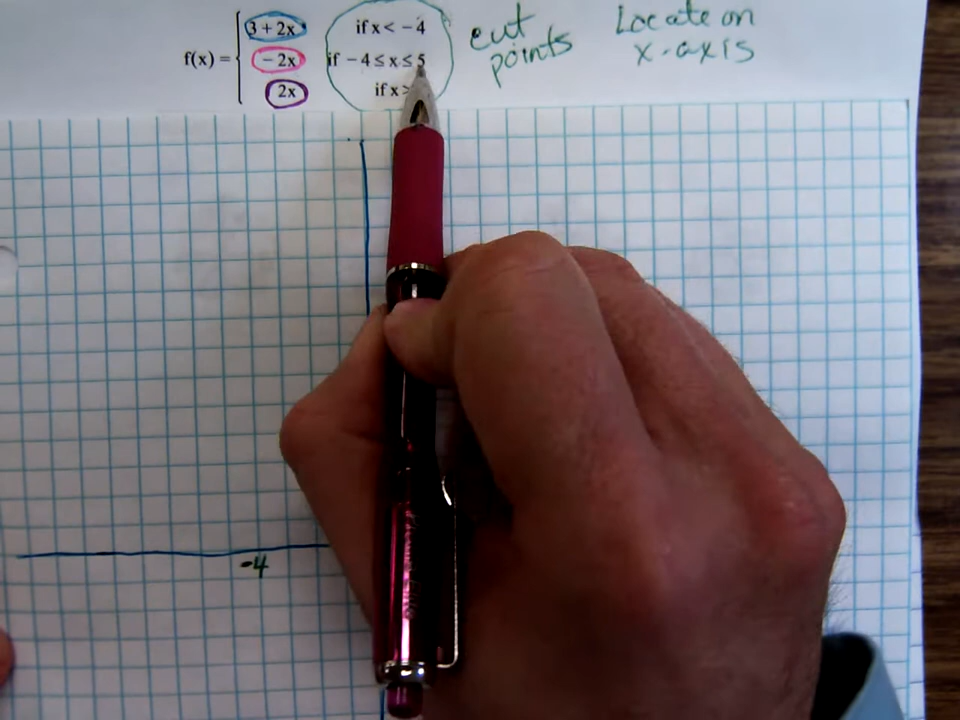 3 + 2x if x < - 4
f(x) = - 2x if - 4 ≤ x ≤ 5
2x if x >
cut points
Locate on x-axis
-4